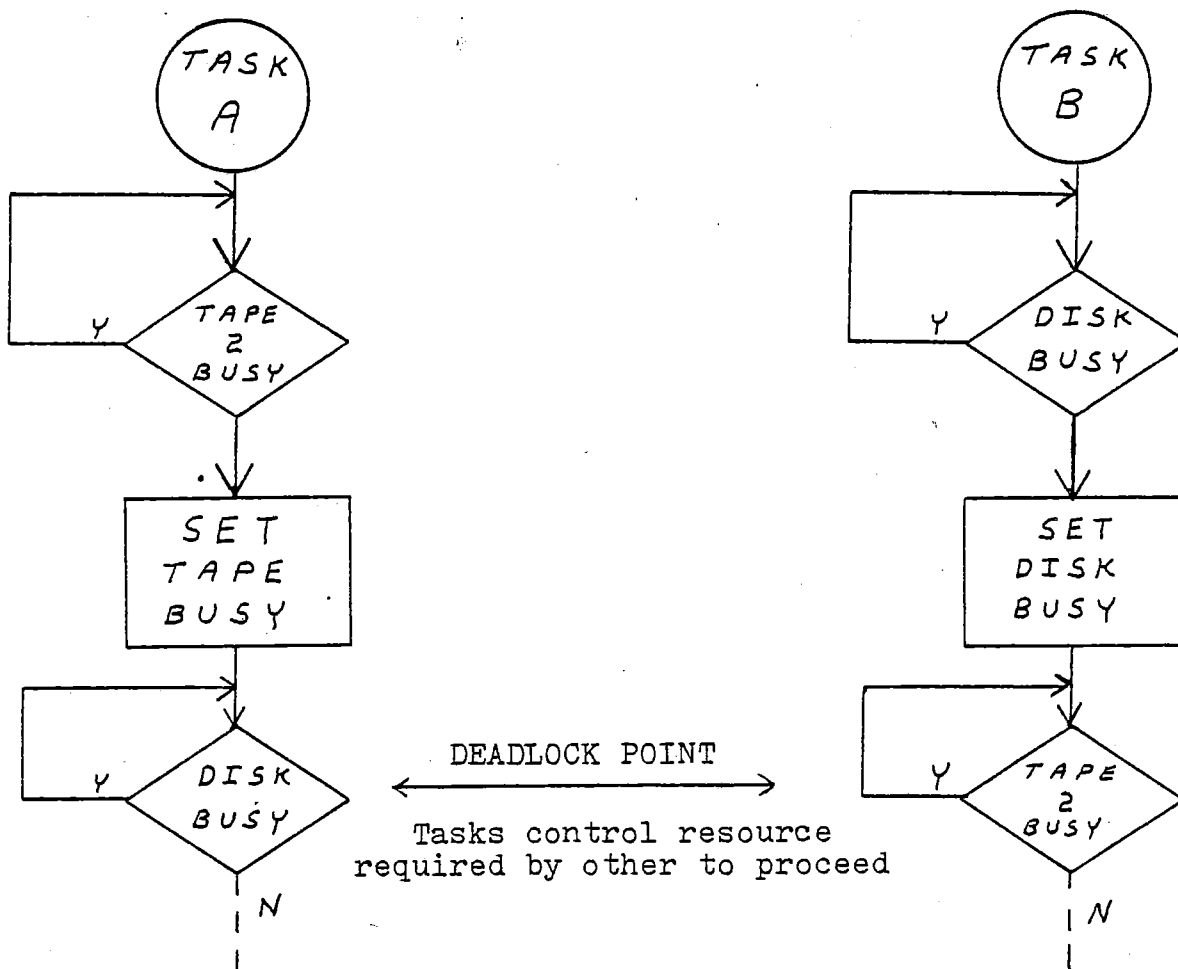 TASK
A
TASK
B
TAPE
2
BUSY
Y
DISK
BUSY
Y
SET
TAPE
BUSY
SET
DISK
BUSY
DISK
BUSY
Y
N
DEADLOCK POINT
Tasks control resource
required by other to proceed
TAPE
2
BUSY
Y
N